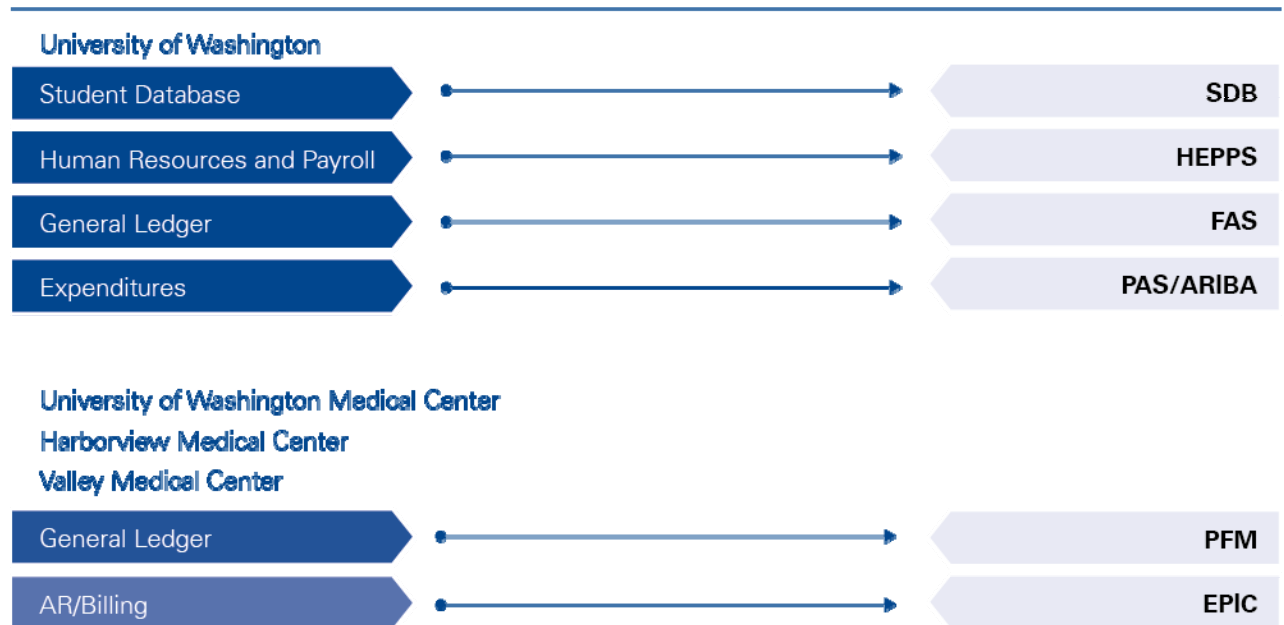 University of Washington
Student Database SDB
Human Resources and Payroll HEPPS
General Ledger FAS
Expenditures PAS/ARIBA
University of Washington Medical Center
Harborview Medical Center
Valley Medical Center
General Ledger PFM
AR/Billing EPIC